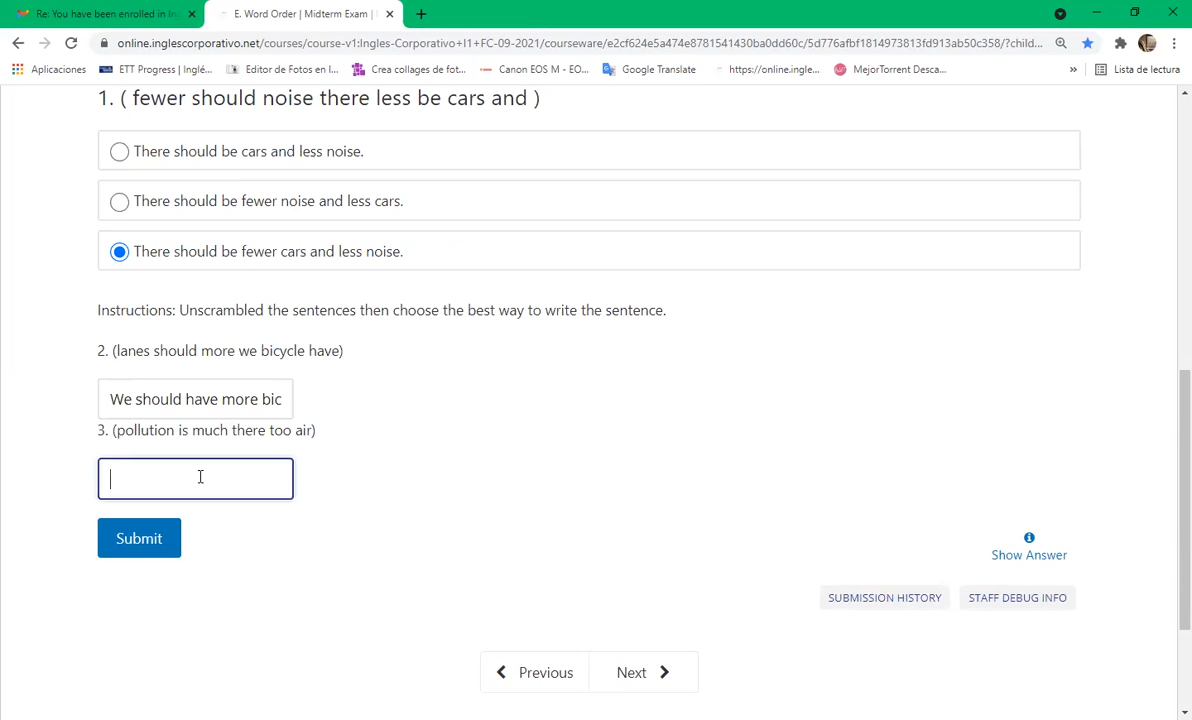 Re: You have been enrolled in In
E. Word Order | Midterm Exam |
online.inglescorporativo.net/courses/course-v1:Ingles-Corporativo+I1+FC-09-2021/courseware/e2cf624e5a474e8781541430ba0dd60c/5d776afbf1814973813fd913ab50c358/?child...
Aplicaciones
ETT Progress | Inglé...
Editor de Fotos en l...
Crea collages de fot...
Canon EOS M - EO...
Google Translate
https://online.ingle...
MejorTorrent Desca...
»
Lista de lectura
1. ( fewer should noise there less be cars and )
There should be cars and less noise.
There should be fewer noise and less cars.
There should be fewer cars and less noise.
Instructions: Unscrambled the sentences then choose the best way to write the sentence.
2. (lanes should more we bicycle have)
We should have more bic
3. (pollution is much there too air)
Submit
Show Answer
SUBMISSION HISTORY
STAFF DEBUG INFO
Previous
Next